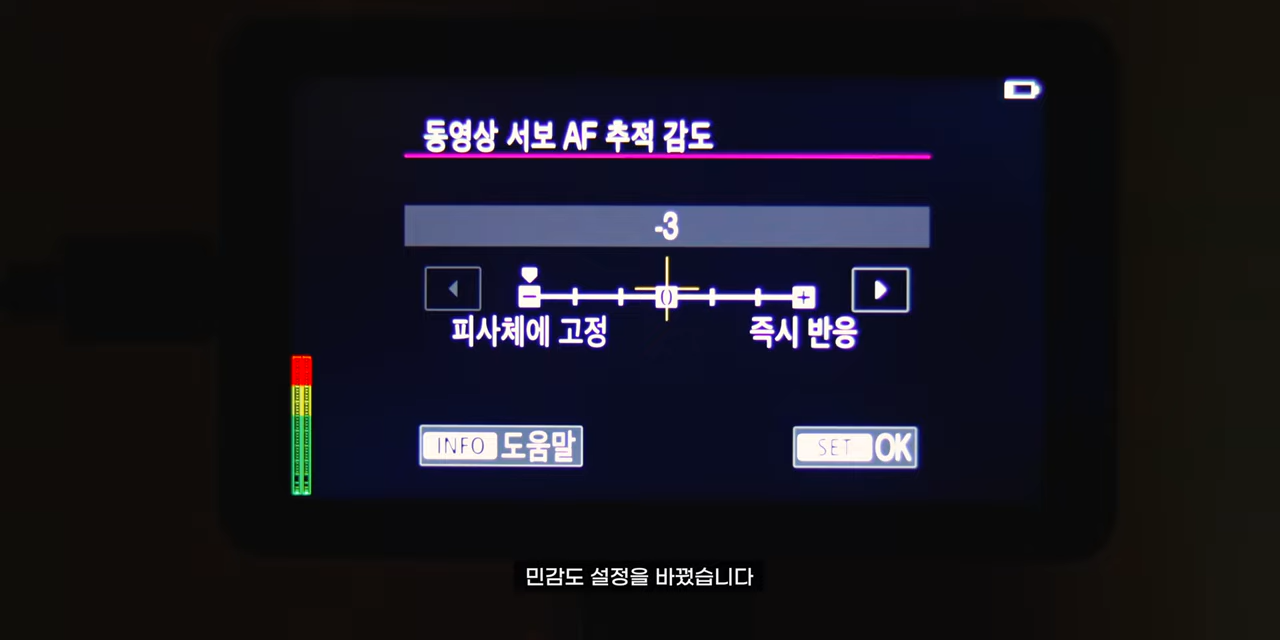 동영상 서보 AF 추적 감도
-3
피사체에 고정
즉시 반응
INFO 도움말
SET OK
민감도 설정을 바꿨습니다